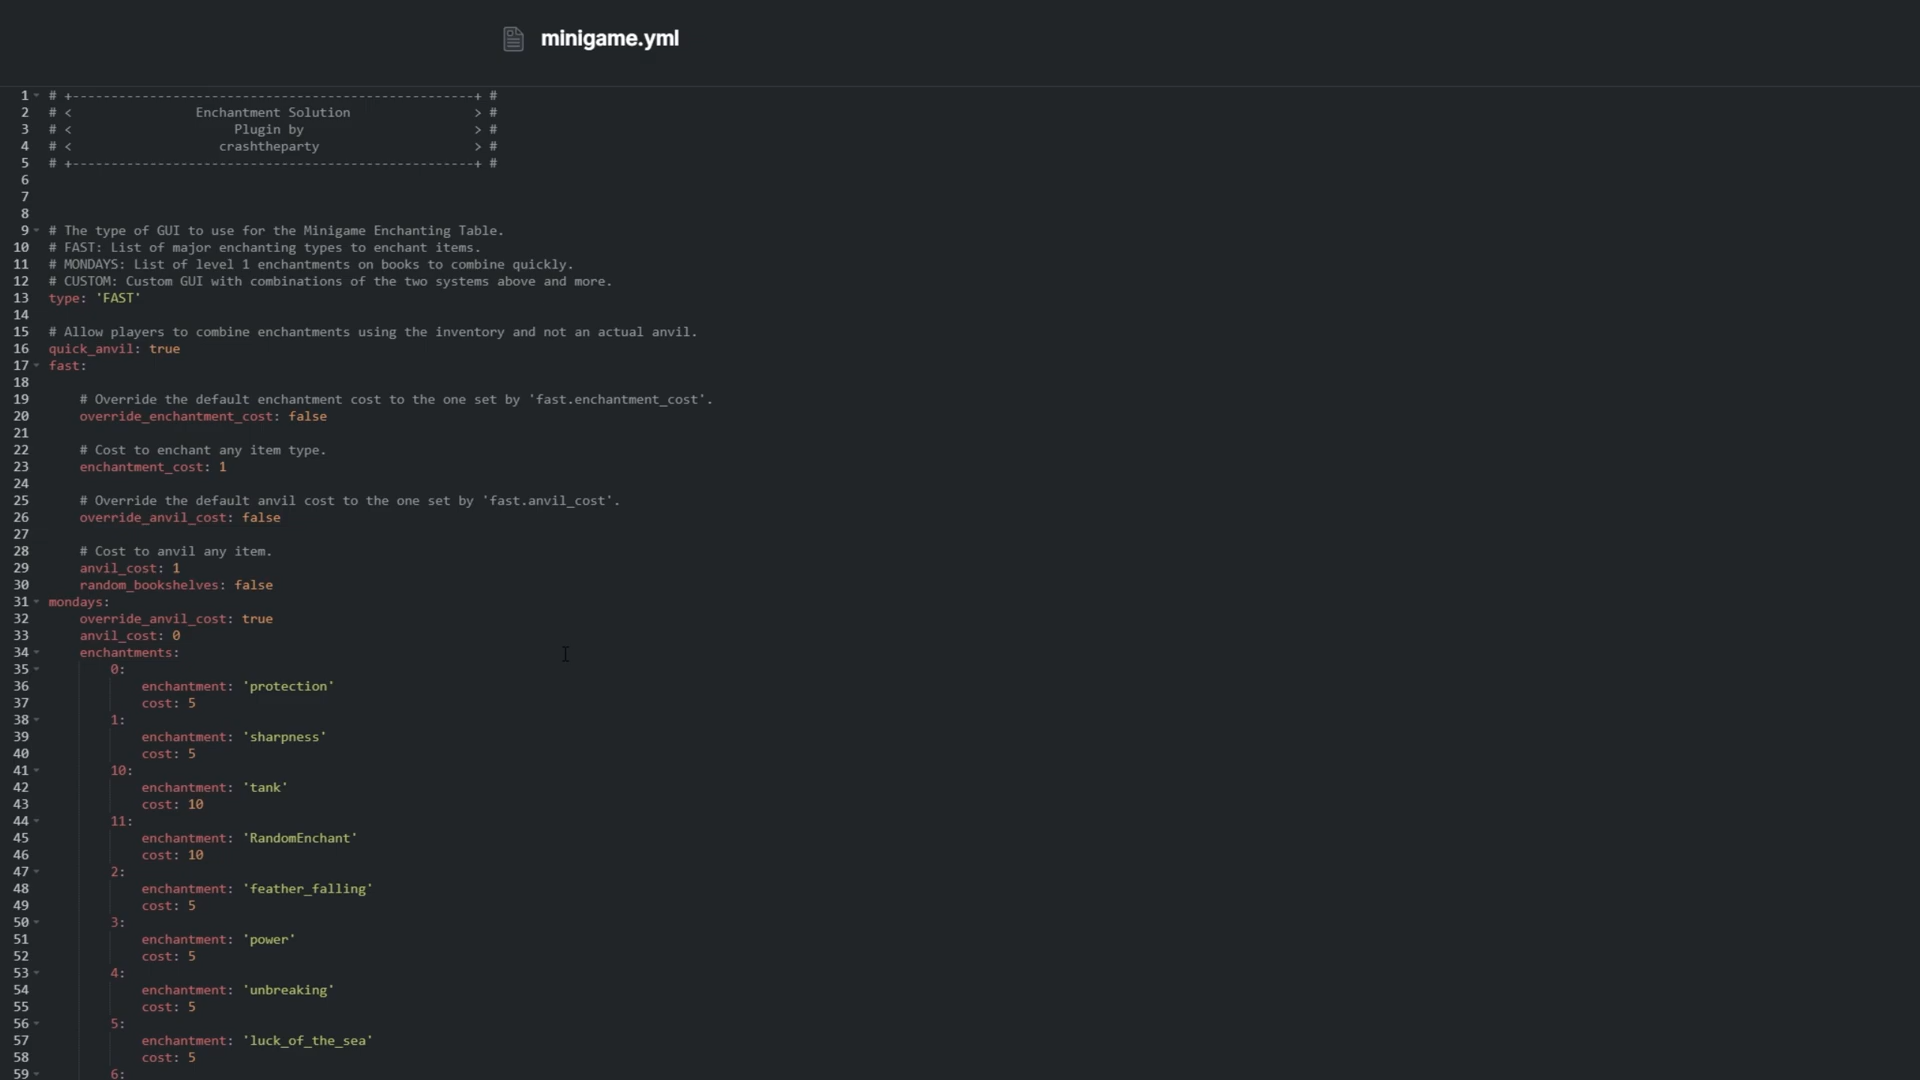 minigame.yml
1 # +----------------------------------------------------+ #
2 # < Enchantment Solution > #
3 # < Plugin by > #
4 # < crashtheparty > #
5 # +----------------------------------------------------+ #
6
7
8
9 # The type of GUI to use for the Minigame Enchanting Table.
10 # FAST: List of major enchanting types to enchant items.
11 # MONDAYS: List of level 1 enchantments on books to combine quickly.
12 # CUSTOM: Custom GUI with combinations of the two systems above and more.
13 type: 'FAST'
14
15 # Allow players to combine enchantments using the inventory and not an actual anvil.
16 quick_anvil: true
17 fast:
18
19 # Override the default enchantment cost to the one set by 'fast.enchantment_cost'.
20 override_enchantment_cost: false
21
22 # Cost to enchant any item type.
23 enchantment_cost: 1
24
25 # Override the default anvil cost to the one set by 'fast.anvil_cost'.
26 override_anvil_cost: false
27
28 # Cost to anvil any item.
29 anvil_cost: 1
30 random_bookshelves: false
31 mondays:
32 override_anvil_cost: true
33 anvil_cost: 0
34 enchantments:
35 0:
36 enchantment: 'protection'
37 cost: 5
38 1:
39 enchantment: 'sharpness'
40 cost: 5
41 10:
42 enchantment: 'tank'
43 cost: 10
44 11:
45 enchantment: 'RandomEnchant'
46 cost: 10
47 2:
48 enchantment: 'feather_falling'
49 cost: 5
50 3:
51 enchantment: 'power'
52 cost: 5
53 4:
54 enchantment: 'unbreaking'
55 cost: 5
56 5:
57 enchantment: 'luck_of_the_sea'
58 cost: 5
59 6: